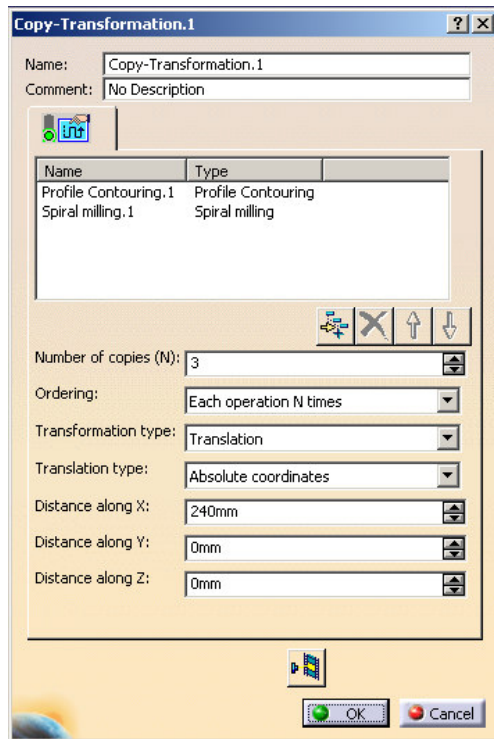 Copy-Transformation.1
Name: Copy-Transformation.1
Comment: No Description
Name Type
Profile Contouring.1 Profile Contouring
Spiral milling.1 Spiral milling
Number of copies (N): 3
Ordering: Each operation N times
Transformation type: Translation
Translation type: Absolute coordinates
Distance along X: 240mm
Distance along Y: 0mm
Distance along Z: 0mm
OK Cancel